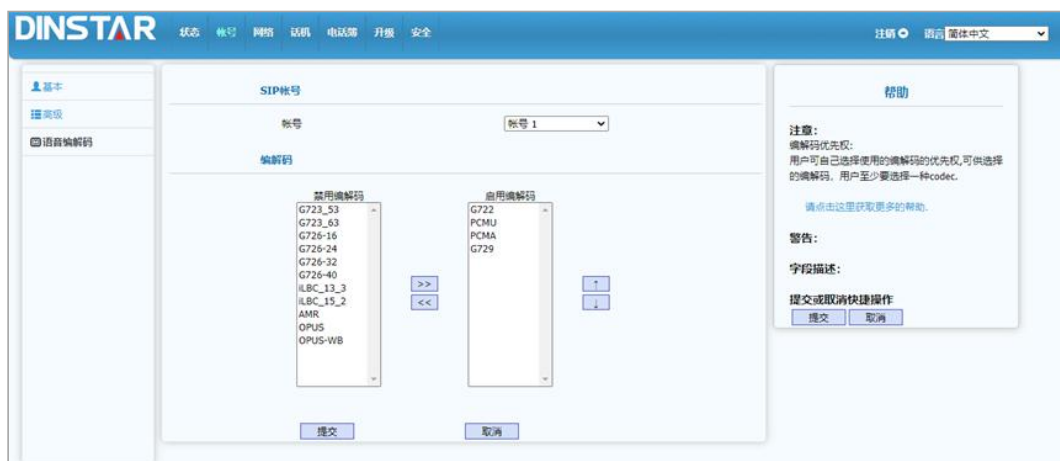 DINSTAR
状态 帐号 网络 话机 电话簿 升级 安全
注销 语言 简体中文
基本
高级
语音编解码
SIP帐号
帐号 帐号 1
编解码
禁用编解码
G723_53
G723_63
G726-16
G726-24
G726-32
G726-40
iLBC_13_3
iLBC_15_2
AMR
OPUS
OPUS-WB
>>
<<
启用编解码
G722
PCMU
PCMA
G729
↑
↓
提交 取消
帮助
注意：
编解码优先权:
用户可自己选择使用的编解码的优先权,可供选择
的编解码，用户至少要选择一种codec.
请点击这里获取更多的帮助.
警告：
字段描述：
提交或取消快捷操作
提交 取消